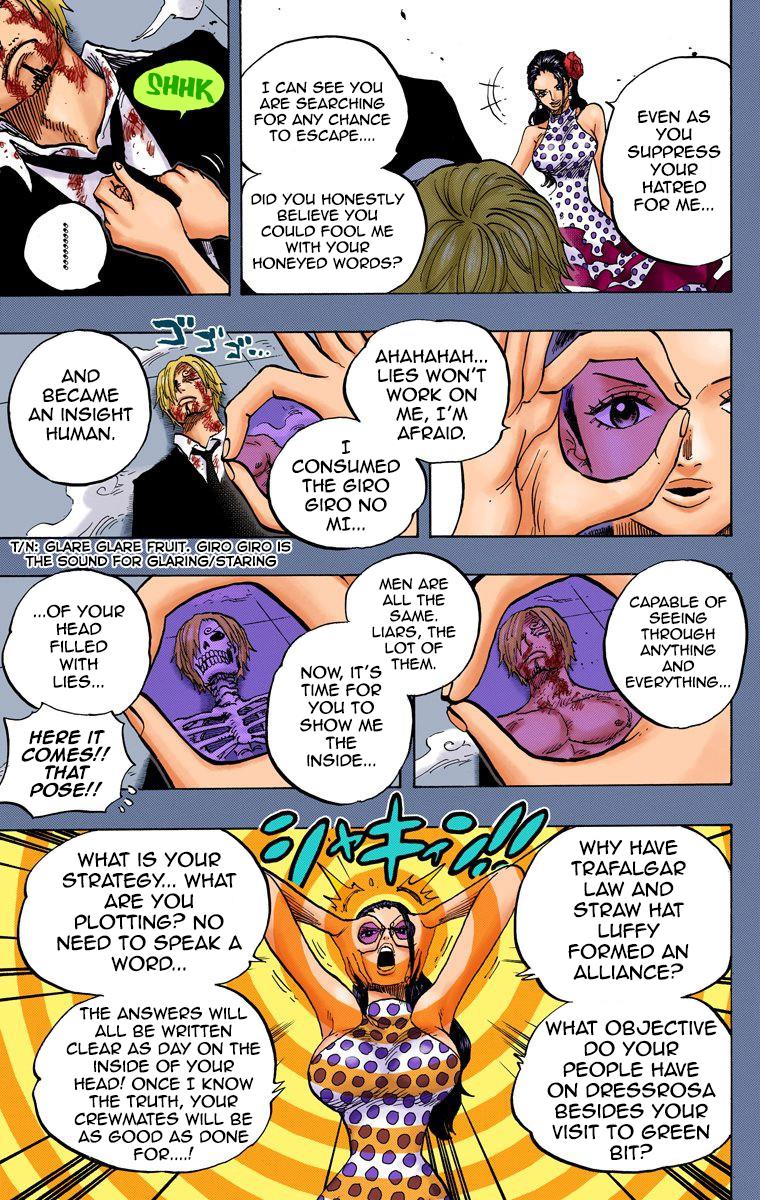 EVEN AS
YOU
SUPPRESS
YOUR
HATRED
FOR ME...
I CAN SEE YOU
ARE SEARCHING
FOR ANY CHANCE
TO ESCAPE....
DID YOU HONESTLY
BELIEVE YOU
COULD FOOL ME
WITH YOUR
HONEYED WORDS?
SHHK
..........
AHAHAHAH...
LIES WON'T
WORK ON
ME, I'M
AFRAID.
I
CONSUMED
THE GIRO
GIRO NO
MI...
ゴゴゴ...
AND
BECAME
AN INSIGHT
HUMAN.
T/N: GLARE GLARE FRUIT. GIRO GIRO IS
THE SOUND FOR GLARING/STARING
CAPABLE OF
SEEING
THROUGH
ANYTHING
AND
EVERYTHING...
MEN ARE
ALL THE
SAME.
LIARS, THE
LOT OF
THEM.
NOW, IT'S
TIME FOR
YOU TO
SHOW ME
THE
INSIDE...
...OF YOUR
HEAD
FILLED
WITH
LIES...
HERE IT
COMES!!
THAT
POSE!!
シャキィン!!!
WHY HAVE
TRAFALGAR
LAW AND
STRAW HAT
LUFFY
FORMED AN
ALLIANCE?
WHAT OBJECTIVE
DO YOUR
PEOPLE HAVE
ON DRESSROSA
BESIDES YOUR
VISIT TO GREEN
BIT?
WHAT IS YOUR
STRATEGY... WHAT
ARE YOU
PLOTTING? NO
NEED TO SPEAK A
WORD...
THE ANSWERS WILL
ALL BE WRITTEN
CLEAR AS DAY ON THE
INSIDE OF YOUR
HEAD! ONCE I KNOW
THE TRUTH, YOUR
CREWMATES WILL BE
AS GOOD AS DONE
FOR....!